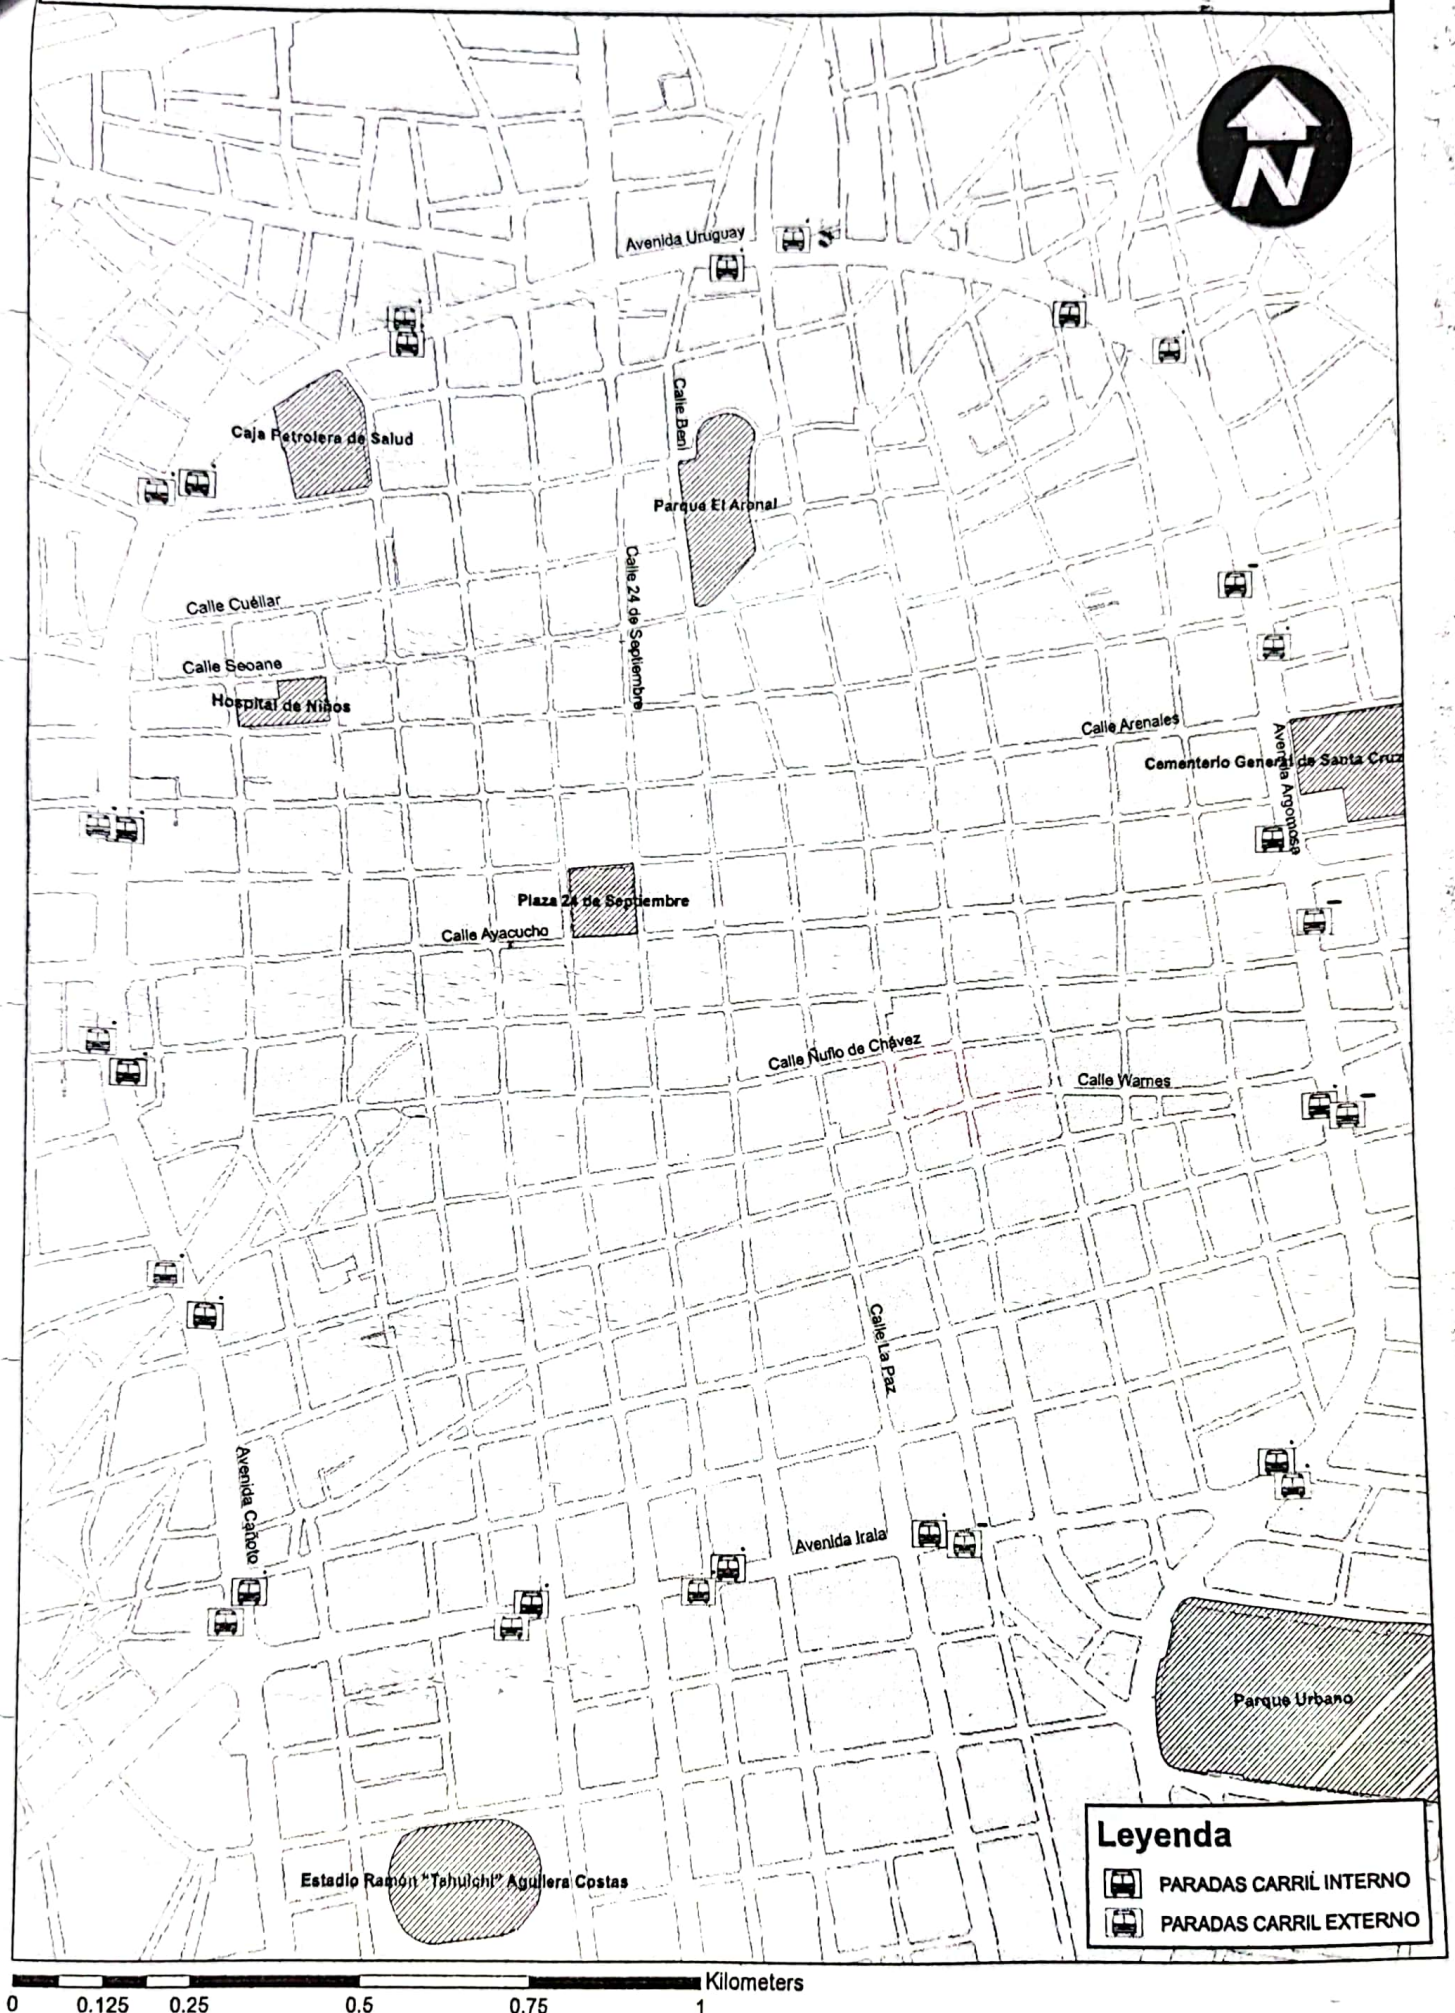 N
Avenida Uruguay
Calle Beni
Caja Petrolera de Salud
Parque El Arenal
Calle 24 de Septiembre
Calle Cuéllar
Calle Seoane
Hospital de Niños
Calle Arenales
Avenida Argomosa
Cementerio General de Santa Cruz
Plaza 24 de Septiembre
Calle Ayacucho
Calle Ñuflo de Chávez
Calle Warnes
Calle La Paz
Avenida Cañoto
Avenida Irala
Parque Urbano
Estadio Ramón "Tahuichi" Aguilera Costas
Leyenda
PARADAS CARRIL INTERNO
PARADAS CARRIL EXTERNO
Kilometers
0 0.125 0.25 0.5 0.75 1